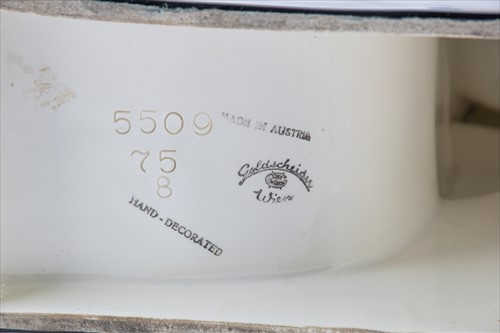 5509
MADE IN AUSTRIA
75
8
Goldscheider
Wien
HAND-DECORATED